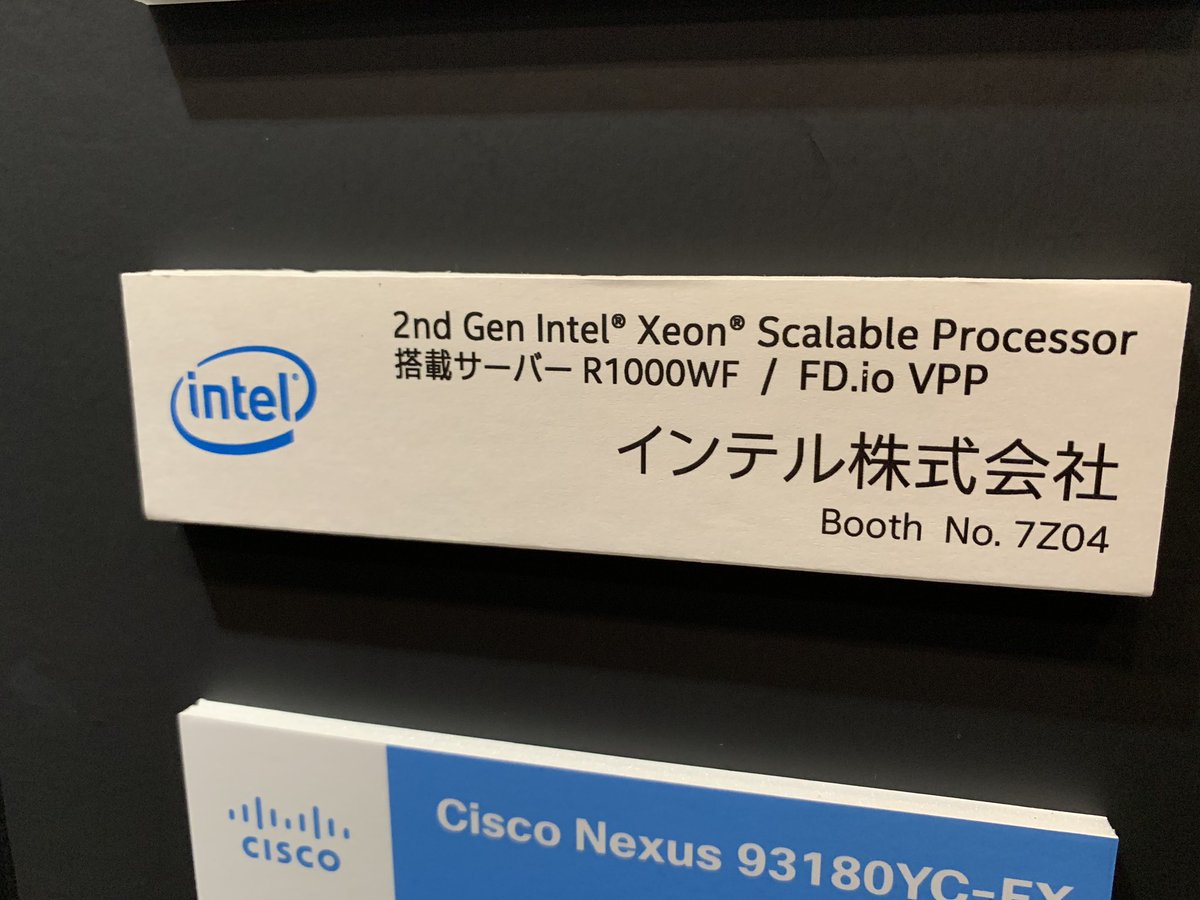 intel®
2nd Gen Intel® Xeon® Scalable Processor
搭載サーバー R1000WF / FD.io VPP
インテル株式会社
Booth No. 7Z04
CISCO
Cisco Nexus 93180YC-FX